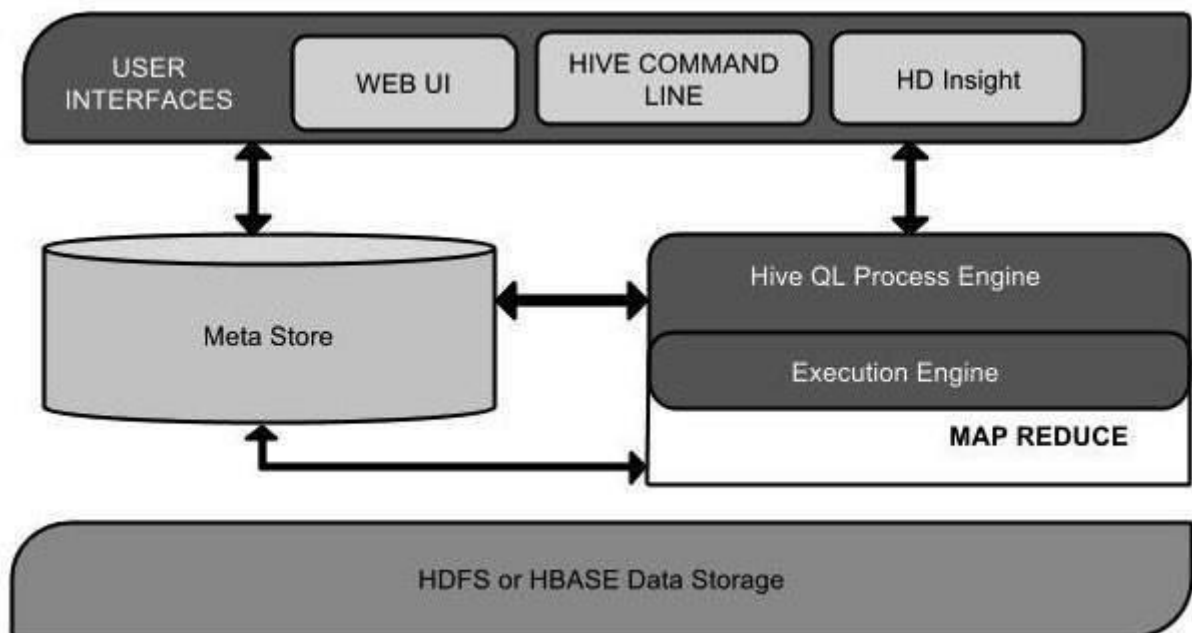 USER
INTERFACES
WEB UI
HIVE COMMAND
LINE
HD Insight
Meta Store
Hive QL Process Engine
Execution Engine
MAP REDUCE
HDFS or HBASE Data Storage